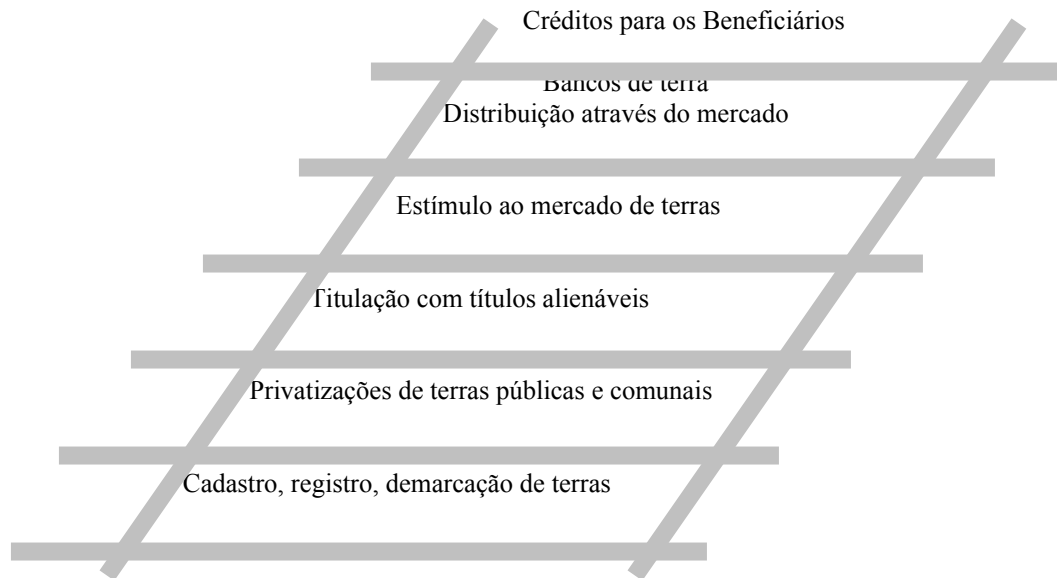 Créditos para os Beneficiários
Bancos de terra
Distribuição através do mercado
Estímulo ao mercado de terras
Titulação com títulos alienáveis
Privatizações de terras públicas e comunais
Cadastro, registro, demarcação de terras